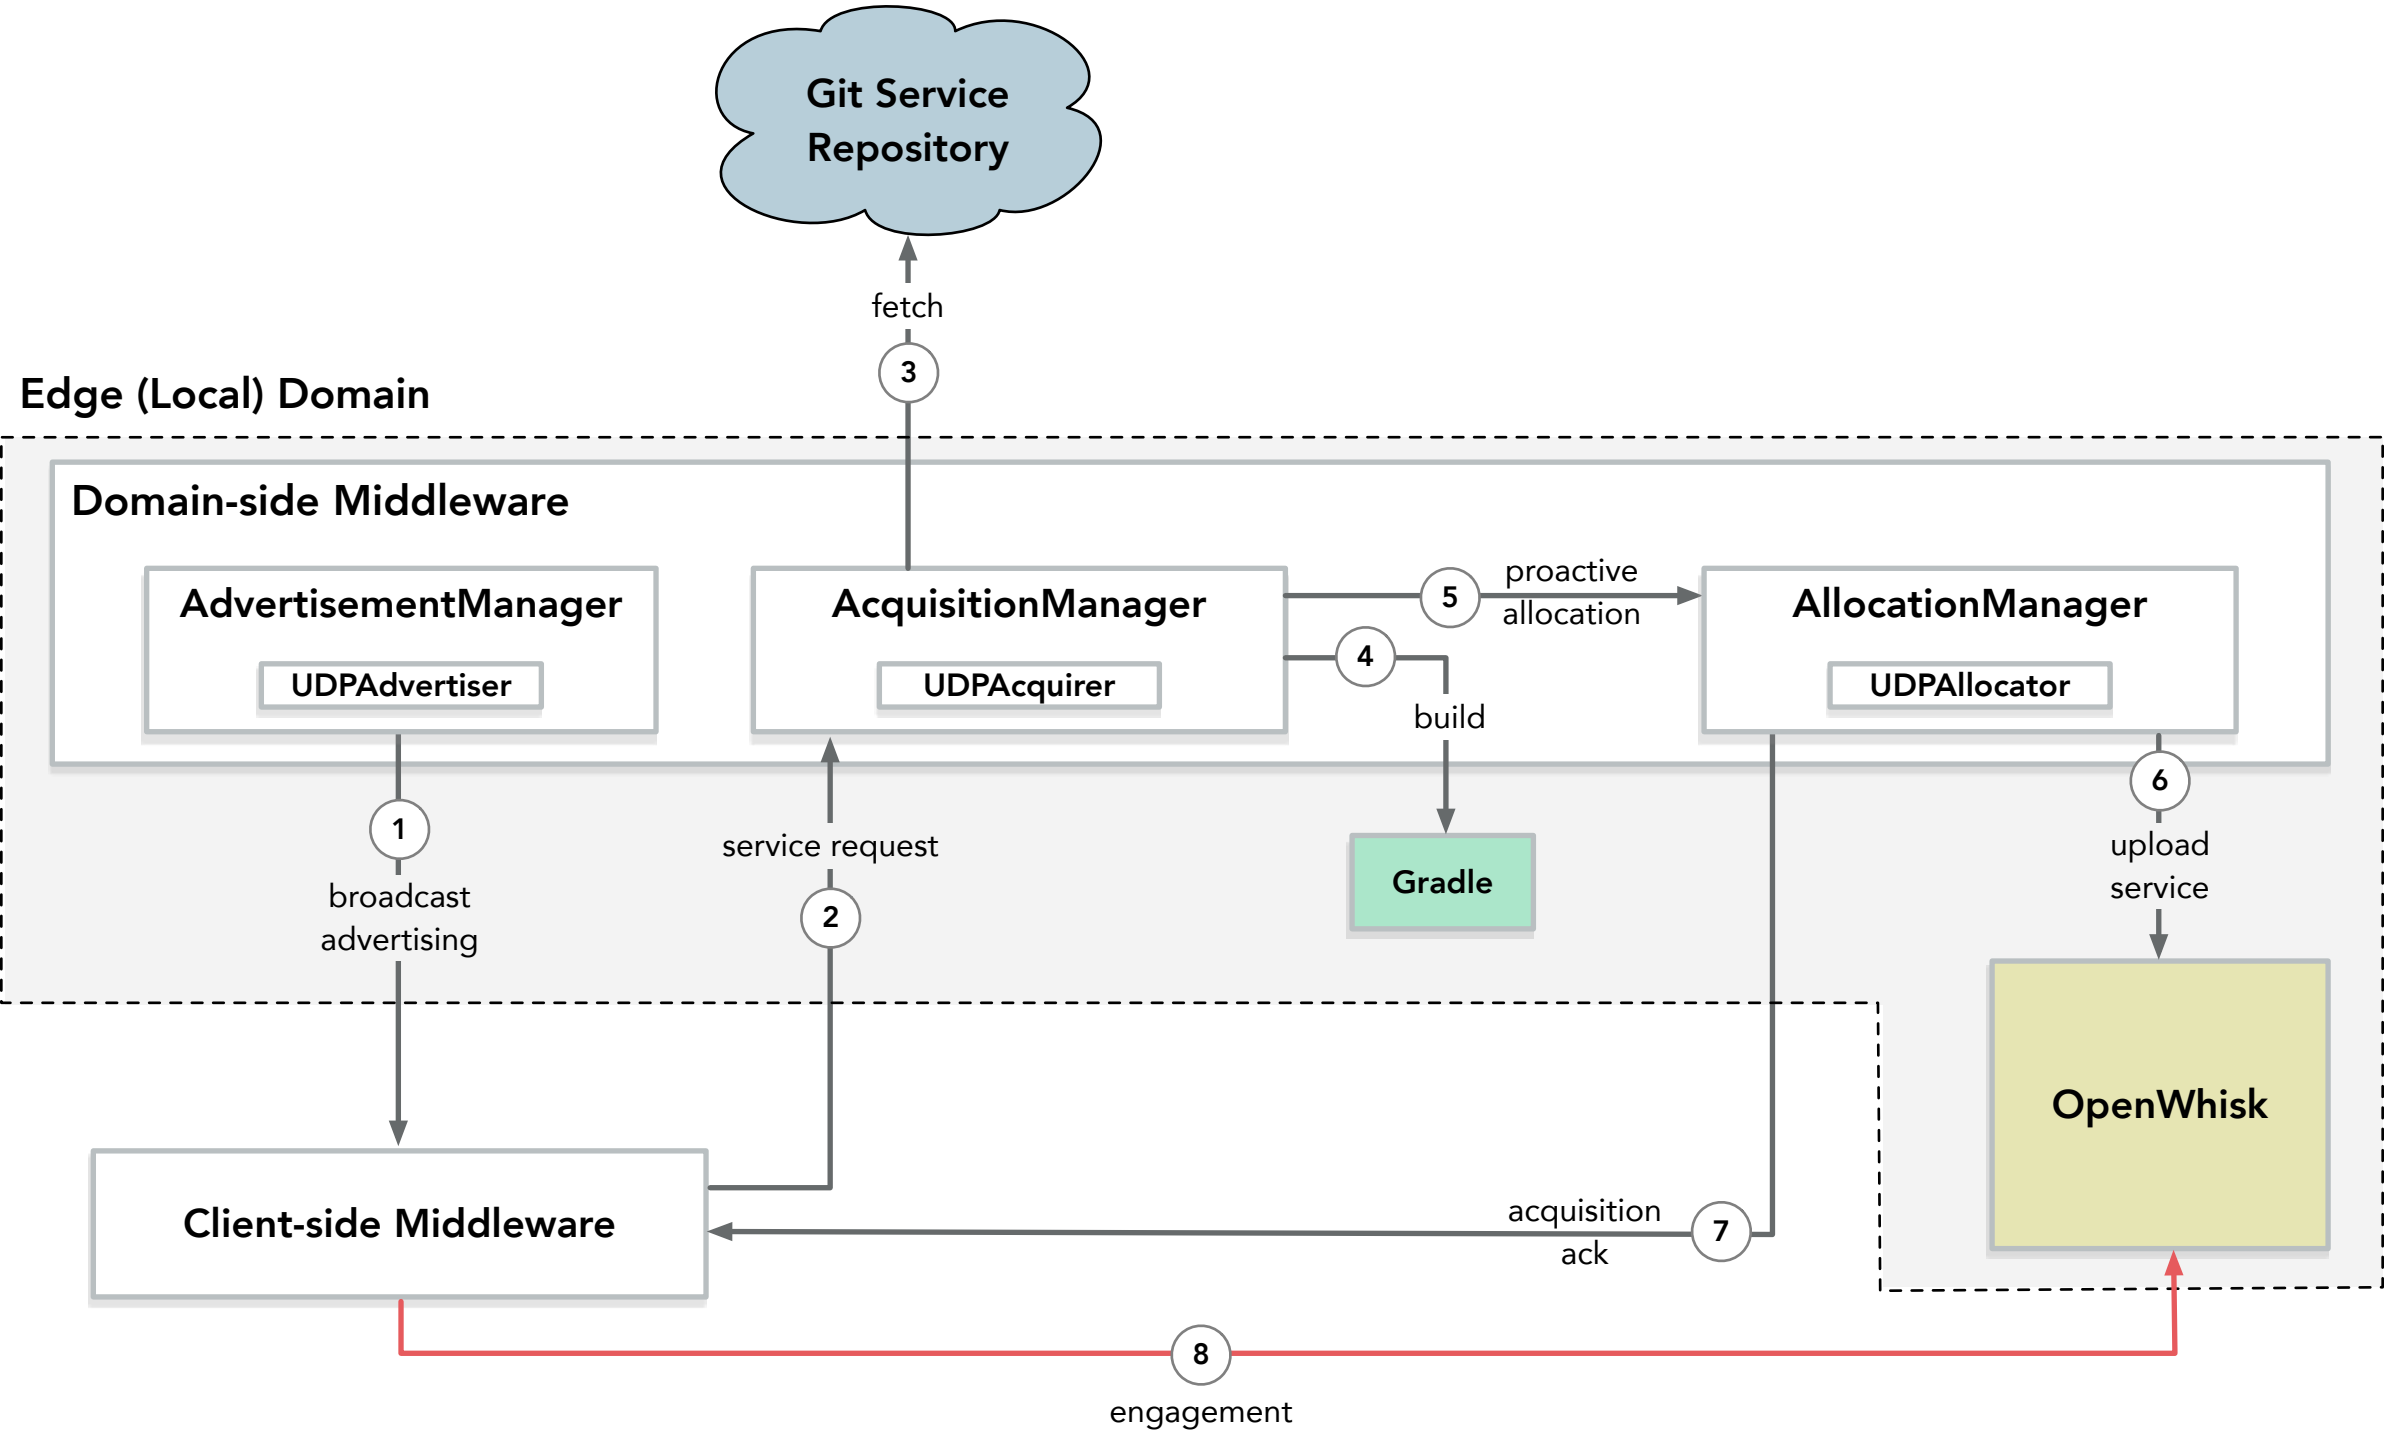 Git Service
Repository
fetch
3
Edge (Local) Domain
Domain-side Middleware
AdvertisementManager
UDPAdvertiser
AcquisitionManager
UDPAcquirer
5
proactive
allocation
AllocationManager
UDPAllocator
4
build
Gradle
1
broadcast
advertising
service request
2
6
upload
service
OpenWhisk
Client-side Middleware
acquisition
ack
7
8
engagement